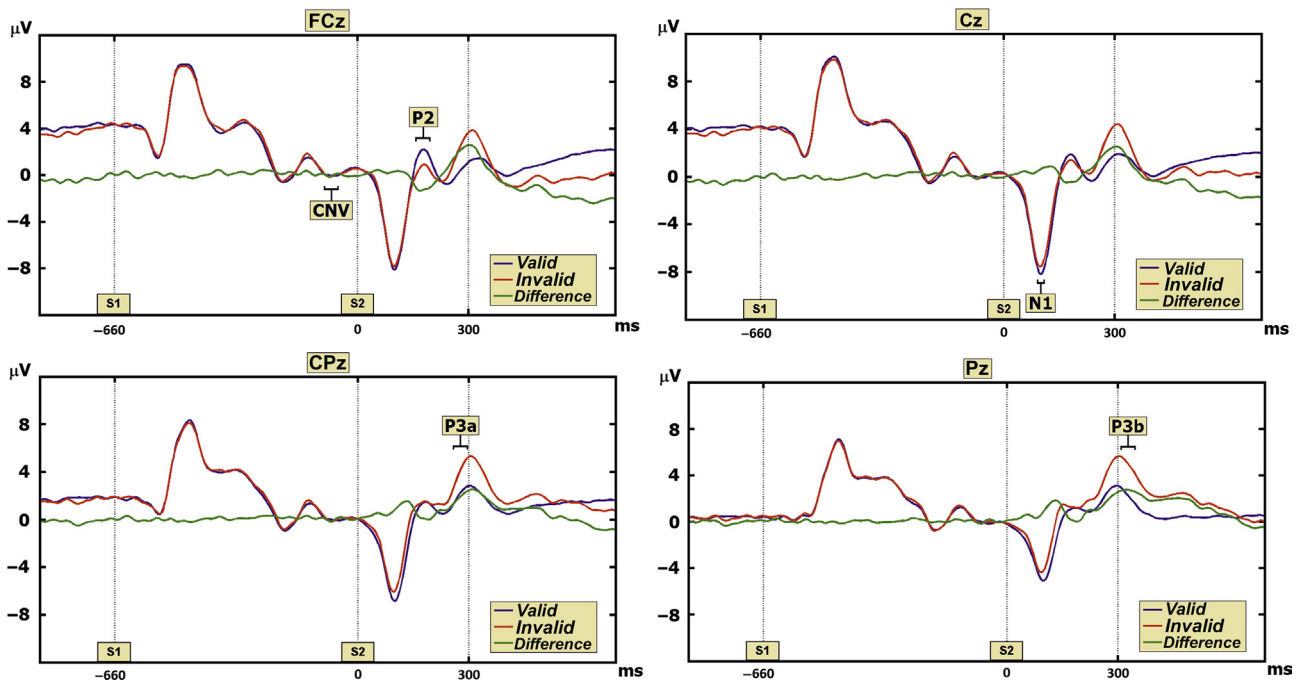 FCz
μV
8
4
0
−4
−8
P2
CNV
Valid
Invalid
Difference
S1
S2
−660
0
300
ms
Cz
μV
8
4
0
−4
−8
N1
Valid
Invalid
Difference
S1
S2
−660
0
300
ms
CPz
μV
8
4
0
−4
−8
P3a
Valid
Invalid
Difference
S1
S2
−660
0
300
ms
Pz
μV
8
4
0
−4
−8
P3b
Valid
Invalid
Difference
S1
S2
−660
0
300
ms